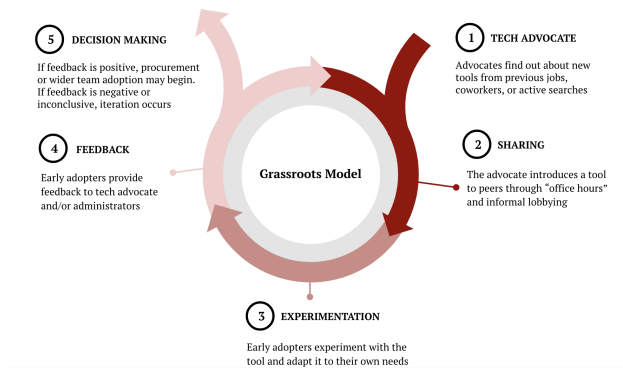 1 TECH ADVOCATE
Advocates find out about new
tools from previous jobs,
coworkers, or active searches
2 SHARING
The advocate introduces a tool
to peers through “office hours”
and informal lobbying
3 EXPERIMENTATION
Early adopters experiment with the
tool and adapt it to their own needs
4 FEEDBACK
Early adopters provide
feedback to tech advocate
and/or administrators
5 DECISION MAKING
If feedback is positive, procurement
or wider team adoption may begin.
If feedback is negative or
inconclusive, iteration occurs
Grassroots Model